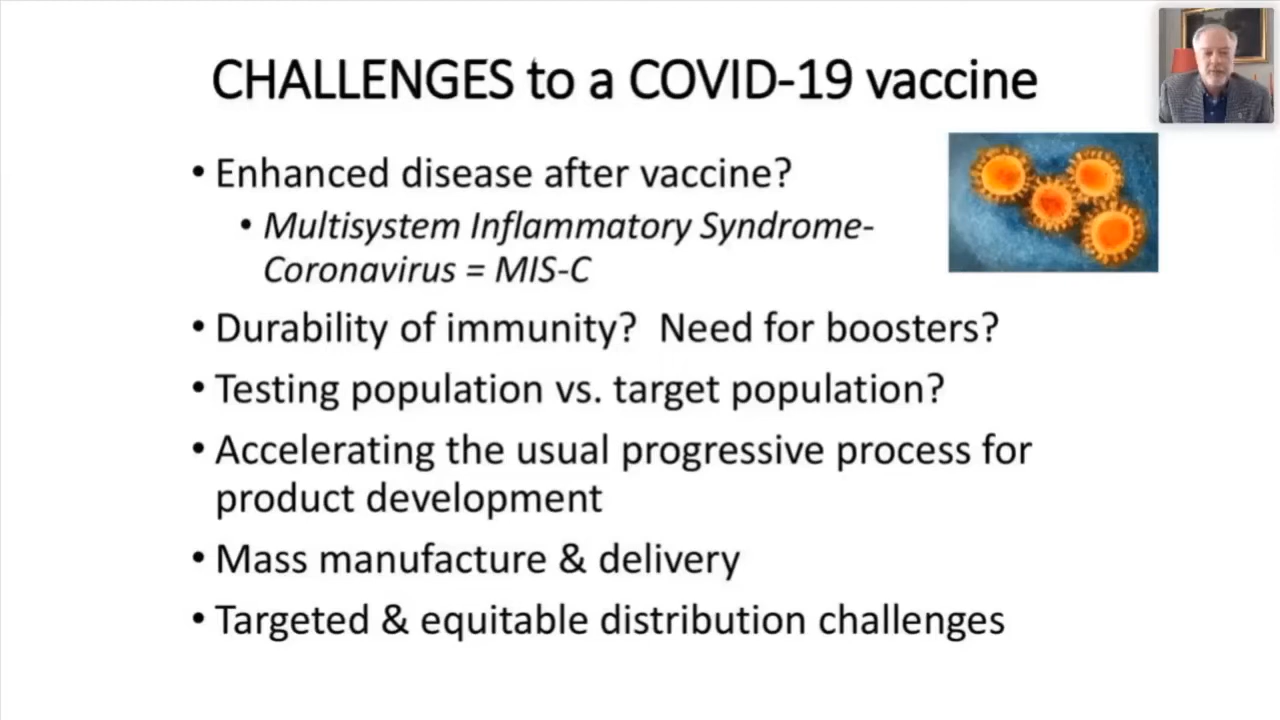 CHALLENGES to a COVID-19 vaccine
• Enhanced disease after vaccine?
• Multisystem Inflammatory Syndrome-
Coronavirus = MIS-C
• Durability of immunity?  Need for boosters?
• Testing population vs. target population?
• Accelerating the usual progressive process for
product development
• Mass manufacture & delivery
• Targeted & equitable distribution challenges